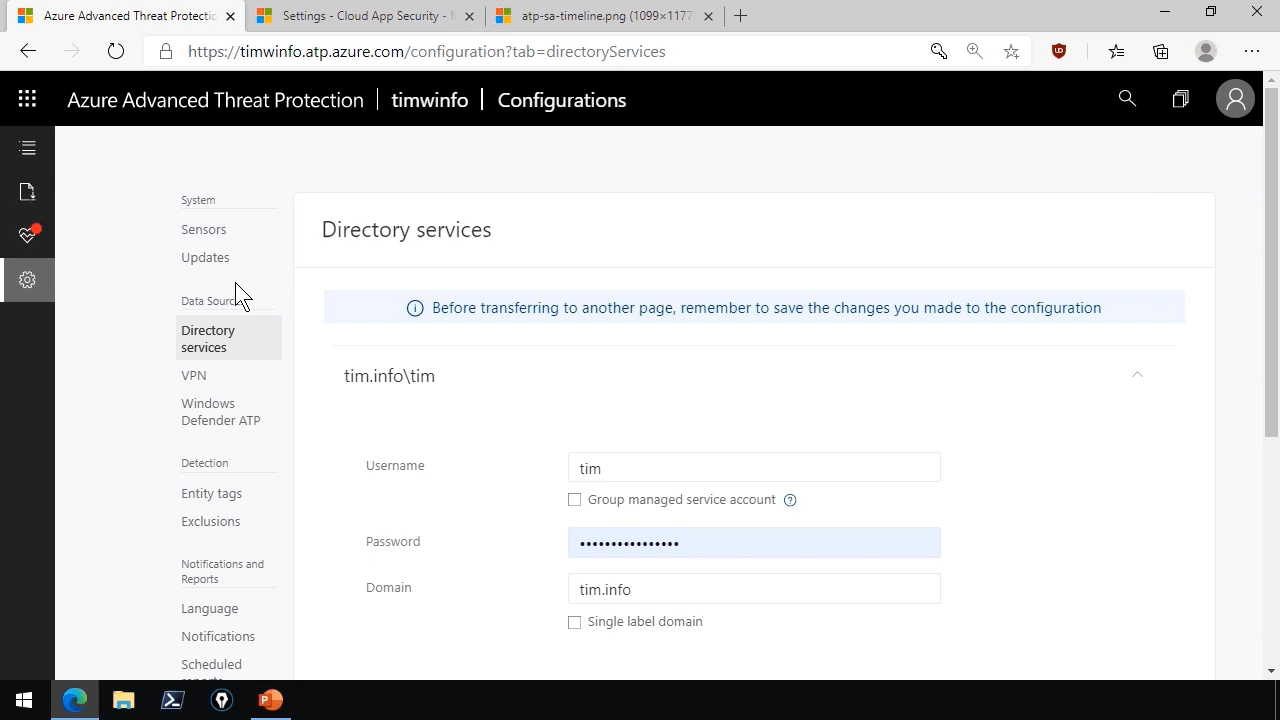 Azure Advanced Threat Protectic
Settings - Cloud App Security -
atp-sa-timeline.png (1099×1177
https://timwinfo.atp.azure.com/configuration?tab=directoryServices
Azure Advanced Threat Protection | timwinfo | Configurations
System
Sensors
Updates
Data Sourc
Directory
services
VPN
Windows
Defender ATP
Detection
Entity tags
Exclusions
Notifications and
Reports
Language
Notifications
Scheduled
Directory services
Before transferring to another page, remember to save the changes you made to the configuration
tim.info\tim
Username
tim
Group managed service account
Password
••••••••••••••••
Domain
tim.info
Single label domain